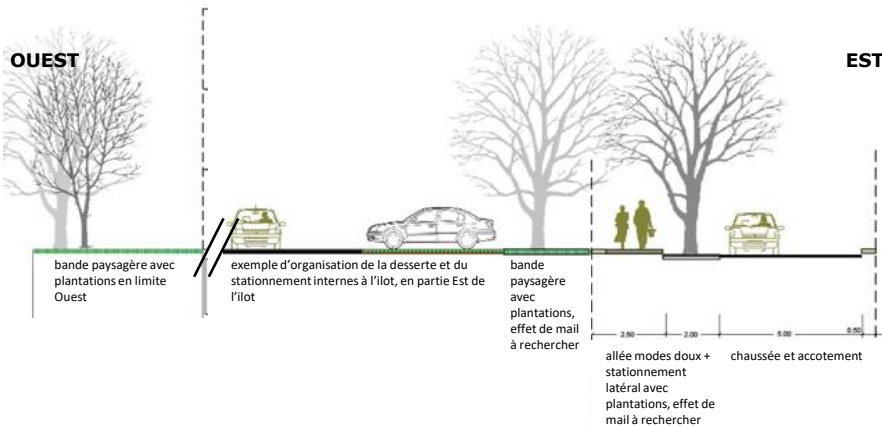 OUEST
EST
bande paysagère avec
plantations en limite
Ouest
exemple d'organisation de la desserte et du
stationnement internes à l'ilot, en partie Est de
l'ilot
bande
paysagère
avec
plantations,
effet de mail
à rechercher
2.50
2.00
5.00
0.50
allée modes doux +
stationnement
latéral avec
plantations, effet de
mail à rechercher
chaussée et accotement